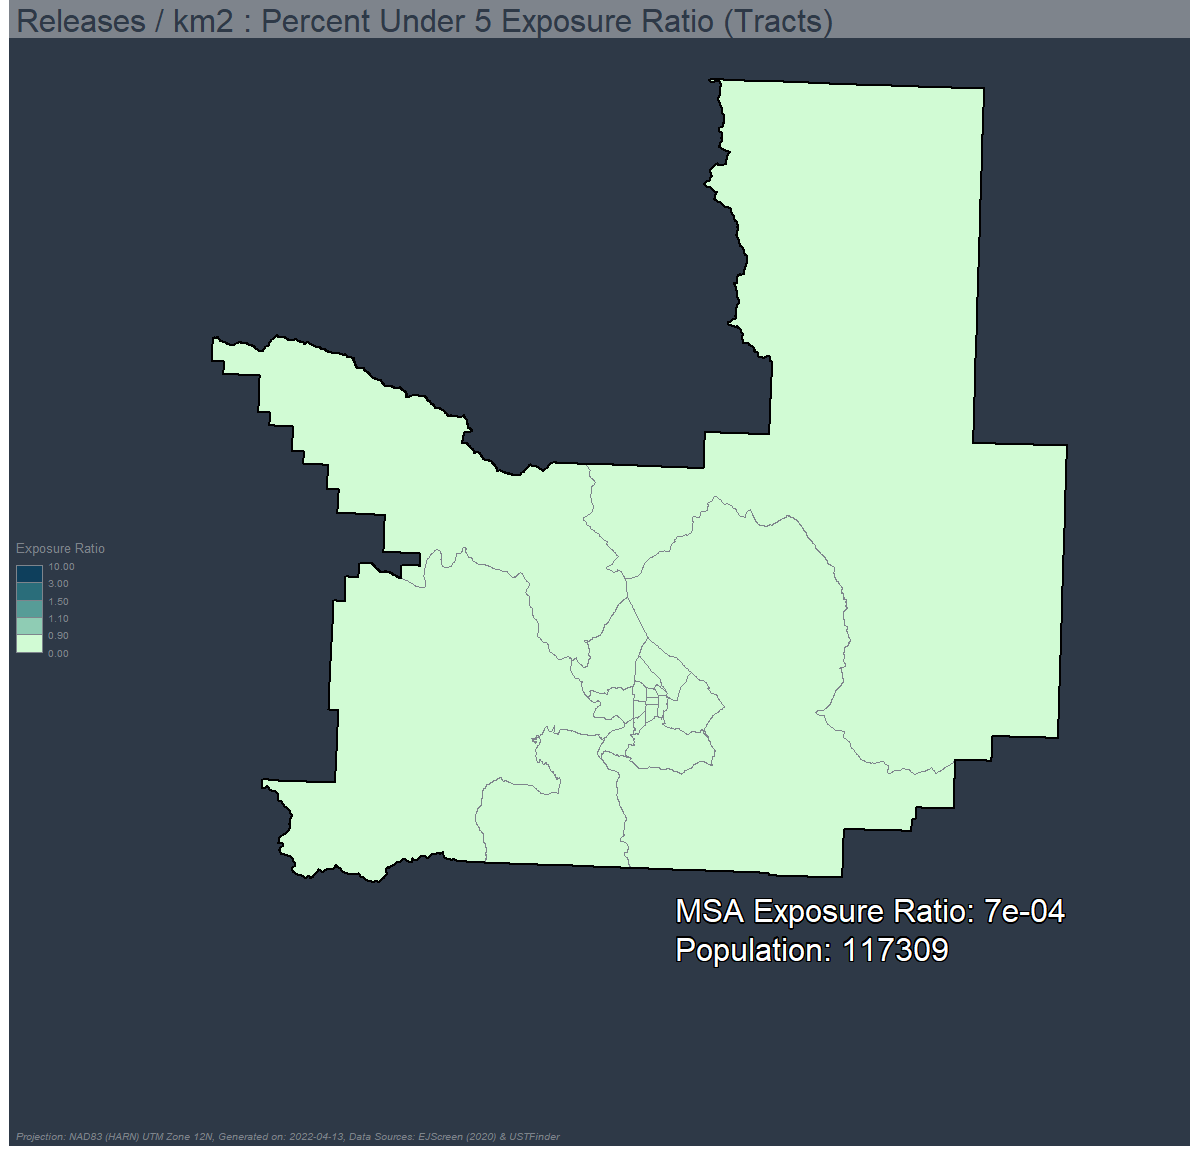 Releases / km2 : Percent Under 5 Exposure Ratio (Tracts)
Exposure Ratio
10.00
3.00
1.50
1.10
0.90
0.00
MSA Exposure Ratio: 7e-04
Population: 117309
Projection: NAD83 (HARN) UTM Zone 12N, Generated on: 2022-04-13, Data Sources: EJScreen (2020) & USTFinder